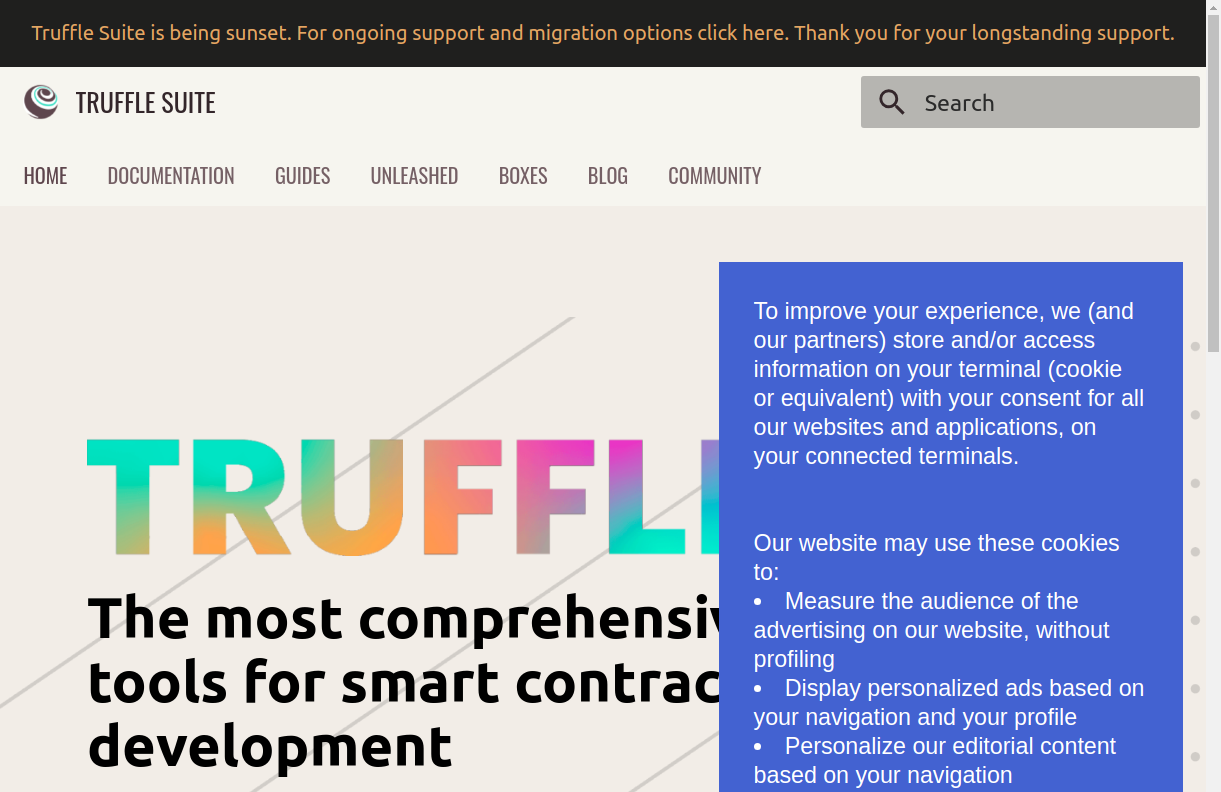 Truffle Suite is being sunset. For ongoing support and migration options click here. Thank you for your longstanding support.
TRUFFLE SUITE
Search
HOME DOCUMENTATION GUIDES UNLEASHED BOXES BLOG COMMUNITY
TRUFFL
The most
tools for smart
development
To improve your experience, we (and
our partners) store and/or access
information on your terminal (cookie
or equivalent) with your consent for all
our websites and applications, on
your connected terminals.
Our website may use these cookies
to:
• Measure the audience of the
advertising on our website, without
profiling
• Display personalized ads based on
your navigation and your profile
• Personalize our editorial content
based on your navigation